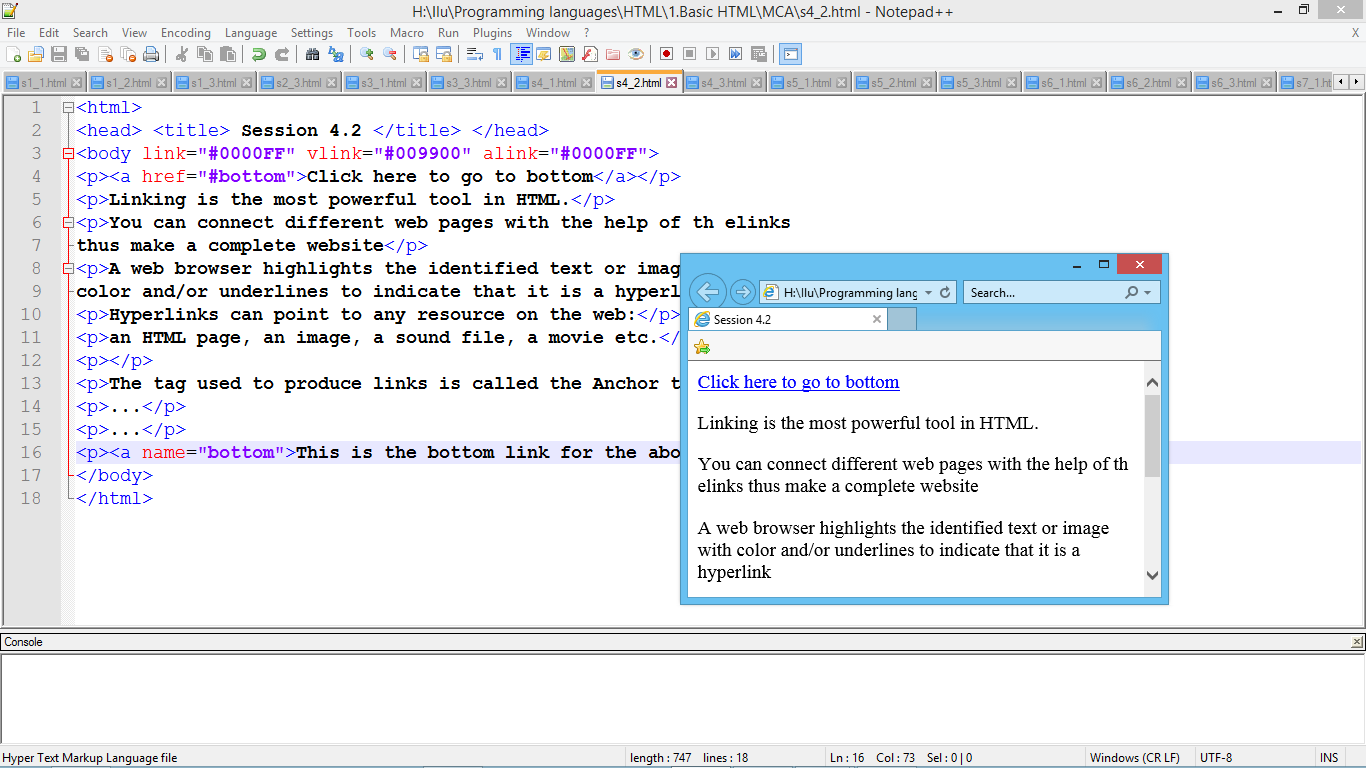 H:\Ilu\Programming languages\HTML\1.Basic HTML\MCA\s4_2.html - Notepad++
File Edit Search View Encoding Language Settings Tools Macro Run Plugins Window ? X
s1_1.html s1_2.html s1_3.html s2_3.html s3_1.html s3_3.html s4_1.html s4_2.html s4_3.html s5_1.html s5_2.html s5_3.html s6_1.html s6_2.html s6_3.html s7_1.ht
1 <html>
2 <head> <title> Session 4.2 </title> </head>
3 <body link="#0000FF" vlink="#009900" alink="#0000FF">
4 <p><a href="#bottom">Click here to go to bottom</a></p>
5 <p>Linking is the most powerful tool in HTML.</p>
6 <p>You can connect different web pages with the help of th elinks
7 thus make a complete website</p>
8 <p>A web browser highlights the identified text or imag
9 color and/or underlines to indicate that it is a hyperl
10 <p>Hyperlinks can point to any resource on the web:</p>
11 <p>an HTML page, an image, a sound file, a movie etc.</
12 <p></p>
13 <p>The tag used to produce links is called the Anchor t
14 <p>...</p>
15 <p>...</p>
16 <p><a name="bottom">This is the bottom link for the abo
17 </body>
18 </html>
H:\Ilu\Programming lang Search...
Session 4.2
Click here to go to bottom
Linking is the most powerful tool in HTML.
You can connect different web pages with the help of th
elinks thus make a complete website
A web browser highlights the identified text or image
with color and/or underlines to indicate that it is a
hyperlink
Console
Hyper Text Markup Language file length : 747 lines : 18 Ln : 16 Col : 73 Sel : 0 | 0 Windows (CR LF) UTF-8 INS